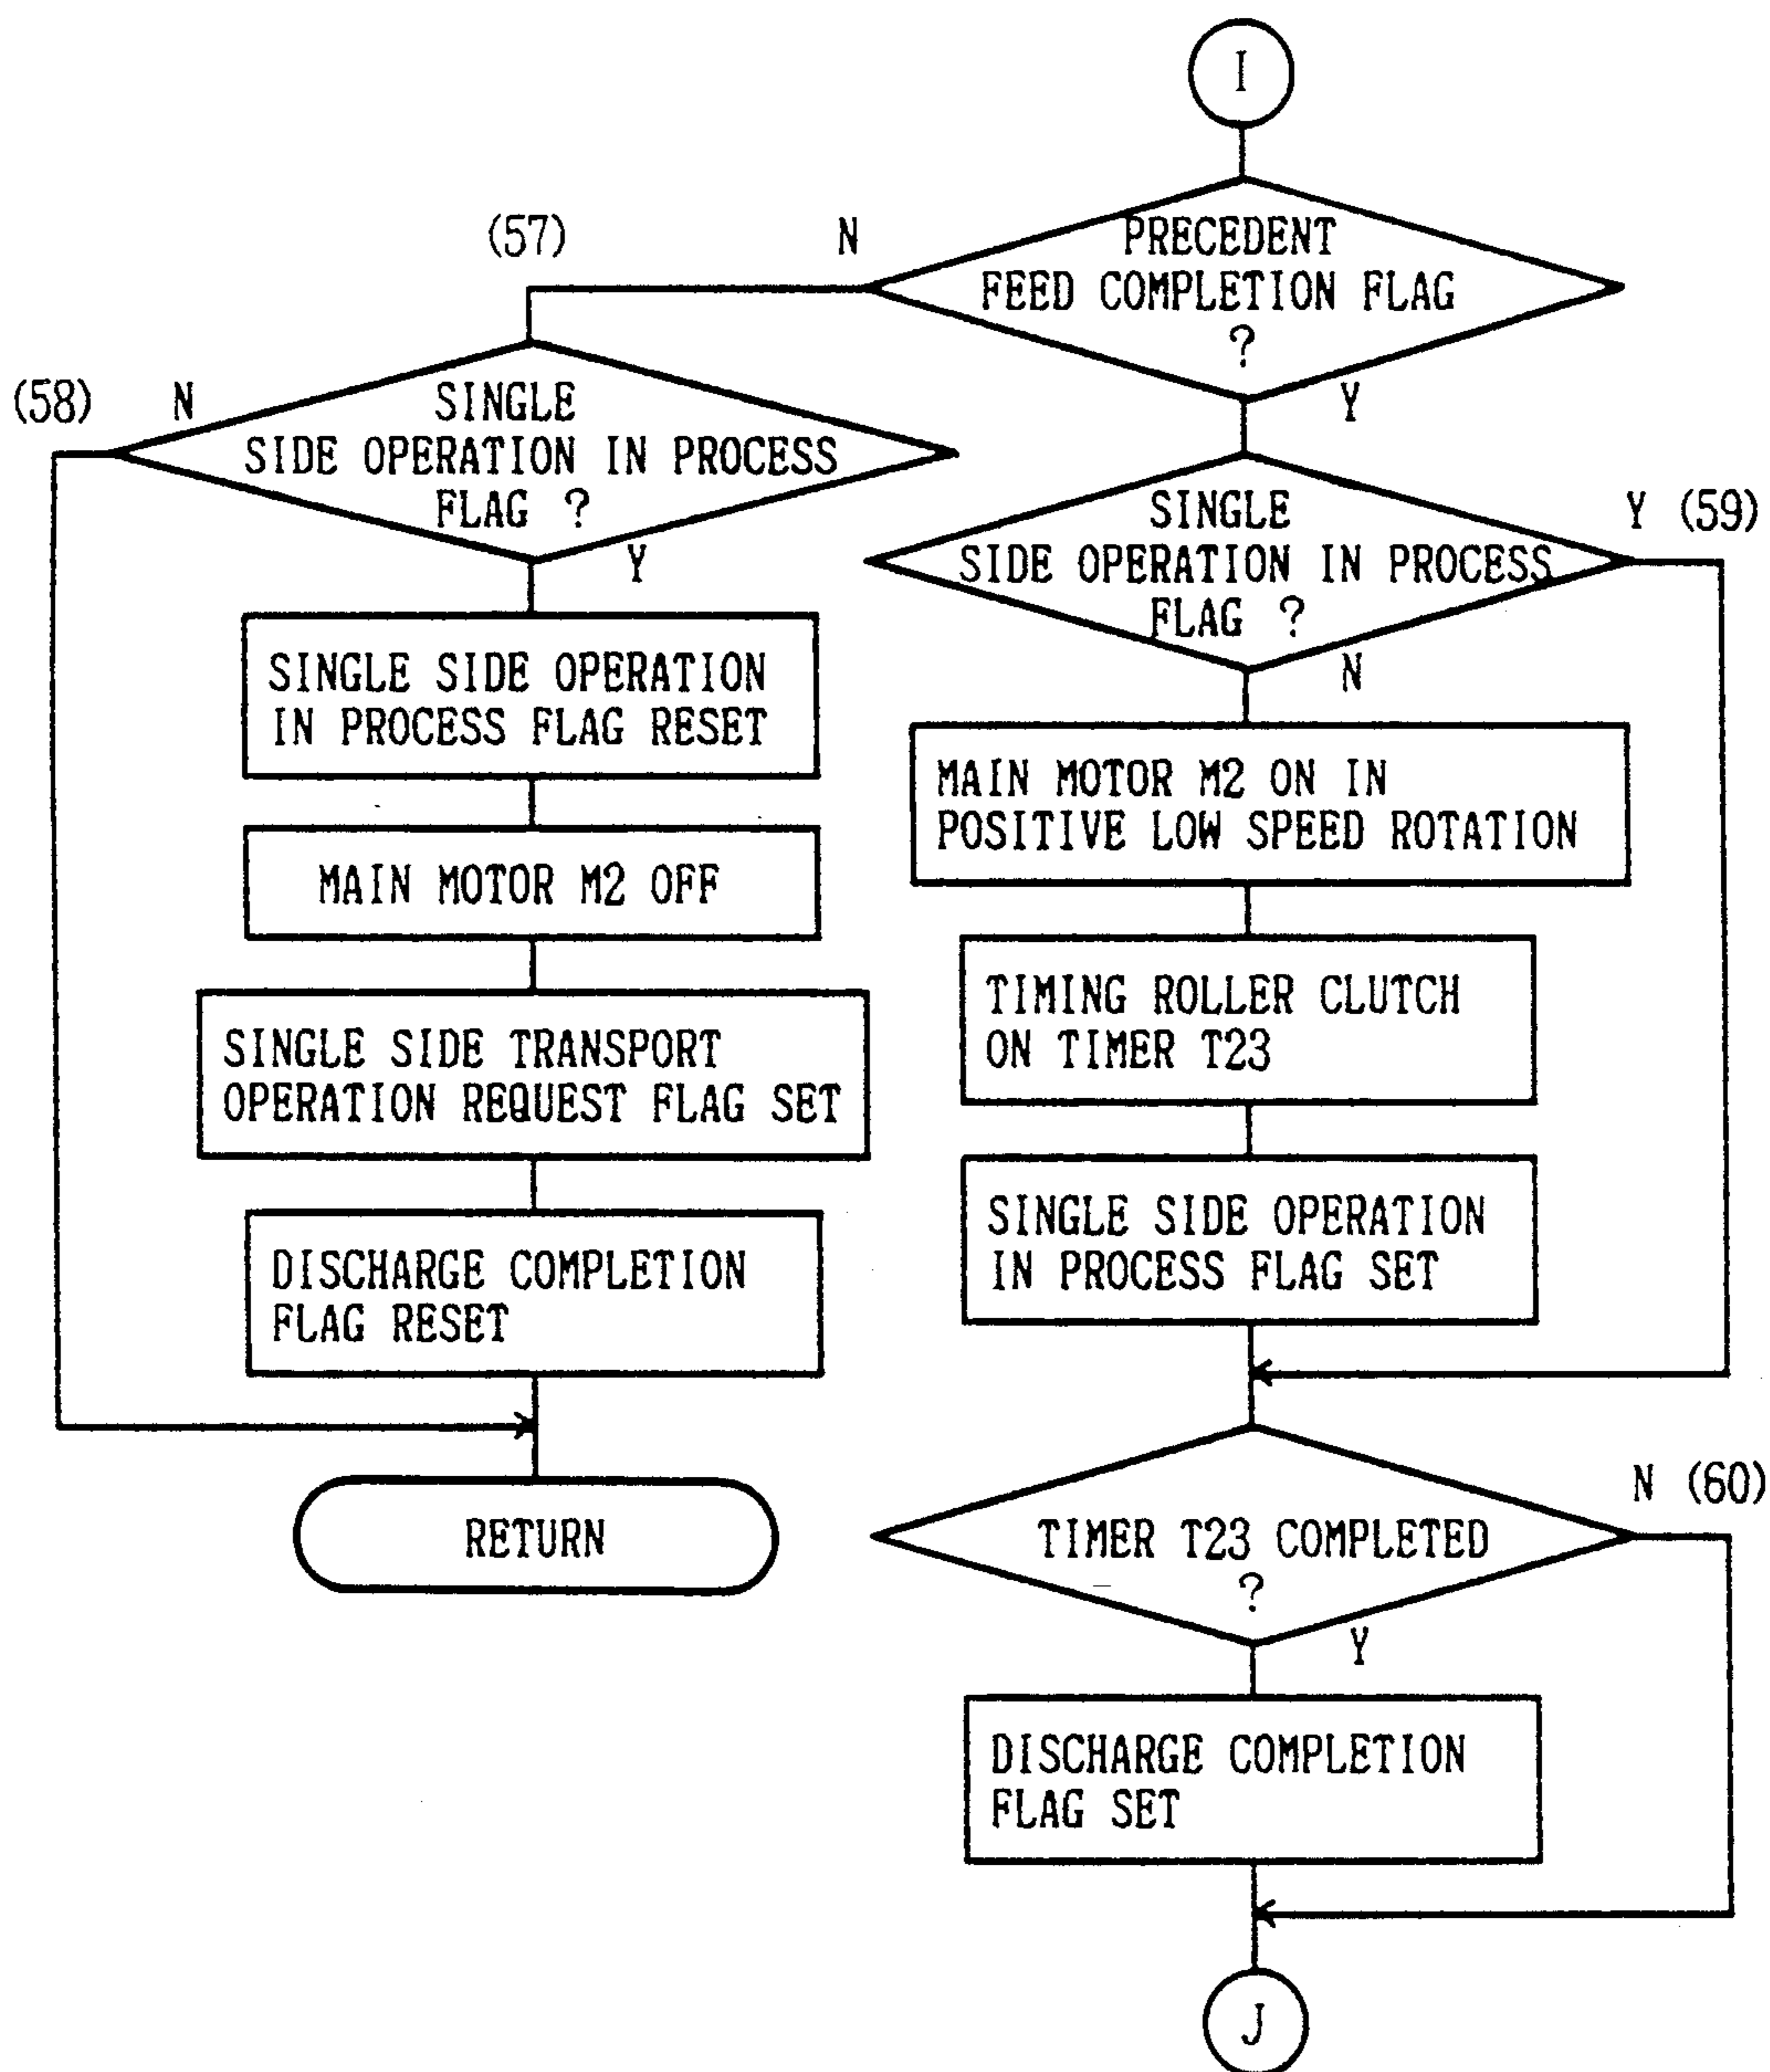 I
PRECEDENT
FEED COMPLETION FLAG
?
N
(57)
Y
SINGLE
SIDE OPERATION IN PROCESS
FLAG ?
N
(58)
Y
SINGLE SIDE OPERATION
IN PROCESS FLAG RESET
MAIN MOTOR M2 OFF
SINGLE SIDE TRANSPORT
OPERATION REQUEST FLAG SET
DISCHARGE COMPLETION
FLAG RESET
RETURN
SINGLE
SIDE OPERATION IN PROCESS
FLAG ?
Y (59)
N
MAIN MOTOR M2 ON IN
POSITIVE LOW SPEED ROTATION
TIMING ROLLER CLUTCH
ON TIMER T23
SINGLE SIDE OPERATION
IN PROCESS FLAG SET
TIMER T23 COMPLETED
?
N (60)
Y
DISCHARGE COMPLETION
FLAG SET
J